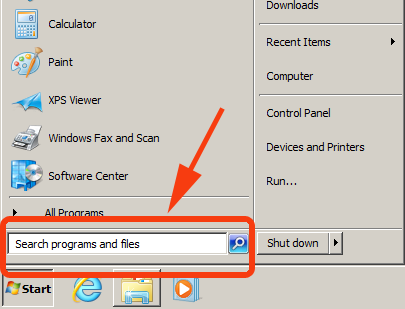 Calculator
Paint
XPS Viewer
Windows Fax and Scan
Software Center
All Programs
Search programs and files
Start
Downloads
Recent Items
Computer
Control Panel
Devices and Printers
Run...
Shut down